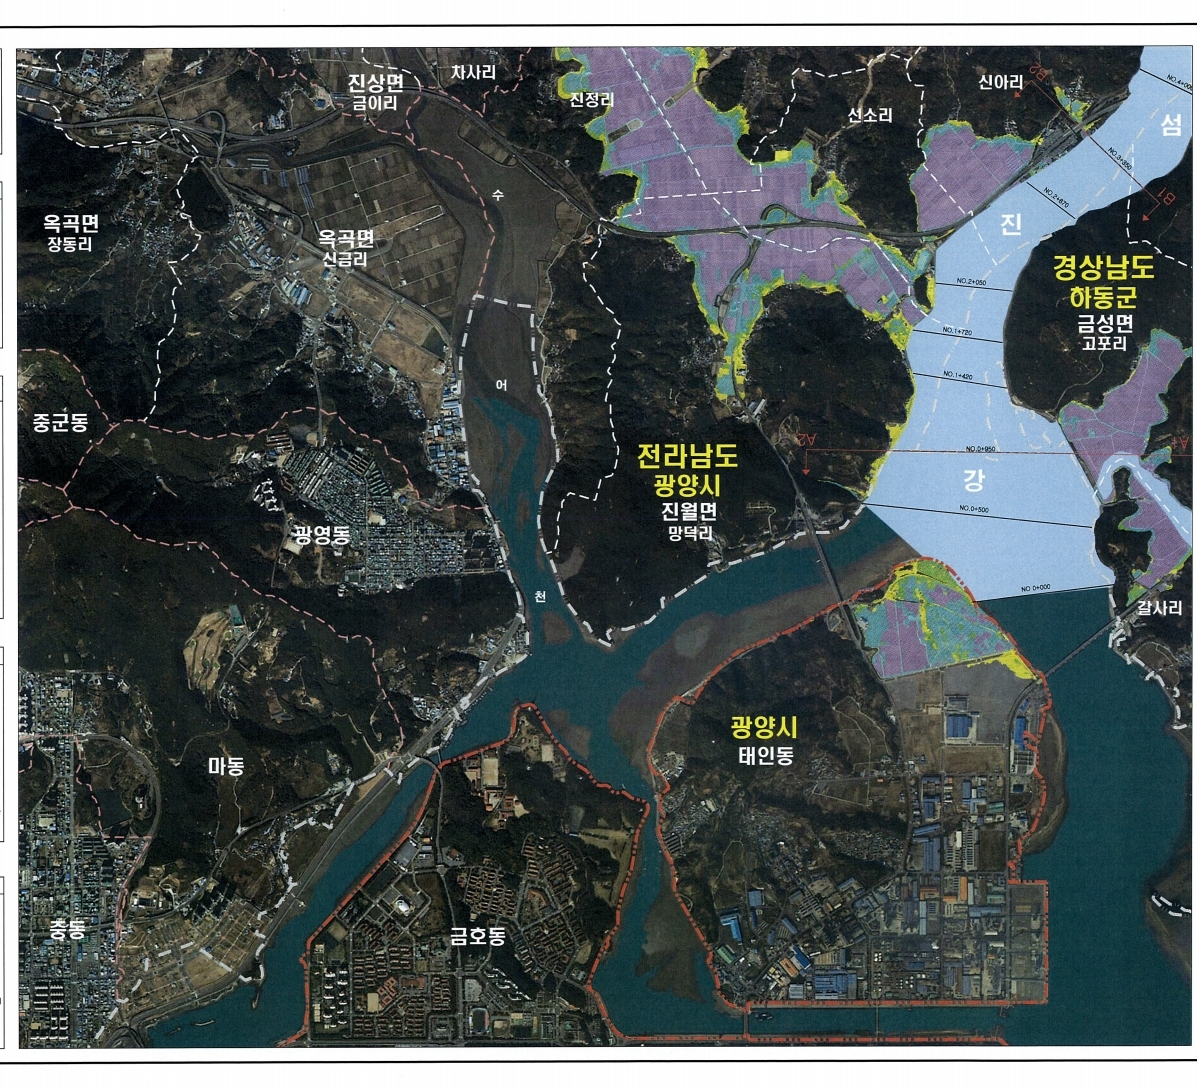 진상면
금이리
차사리
진정리
선소리
신아리
B2
NO.4+00
섬
NO.3+350
B1
NO.2+670
진
수
옥곡면
장동리
옥곡면
신금리
경상남도
하동군
금성면
고포리
NO.2+050
NO.1+720
NO.1+420
어
중군동
전라남도
광양시
진월면
망덕리
A2
A1
NO.0+950
강
NO.0+500
광영동
천
NO 0+000
갈사리
광양시
태인동
마동
중동
금호동